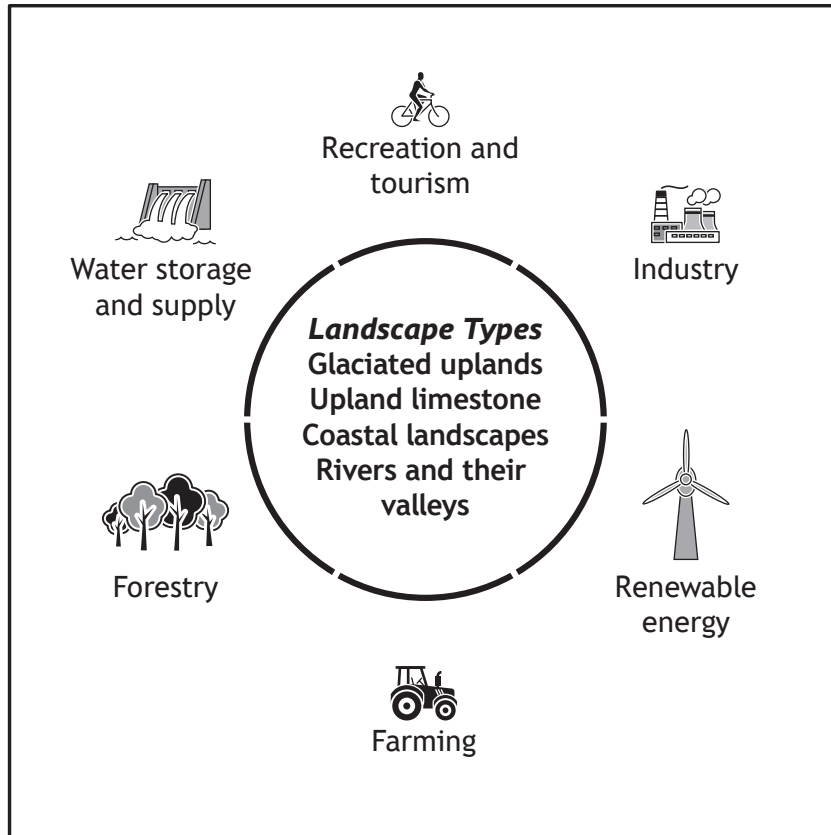 Recreation and
tourism
Water storage
and supply
Industry
Landscape Types
Glaciated uplands
Upland limestone
Coastal landscapes
Rivers and their
valleys
Forestry
Renewable
energy
Farming